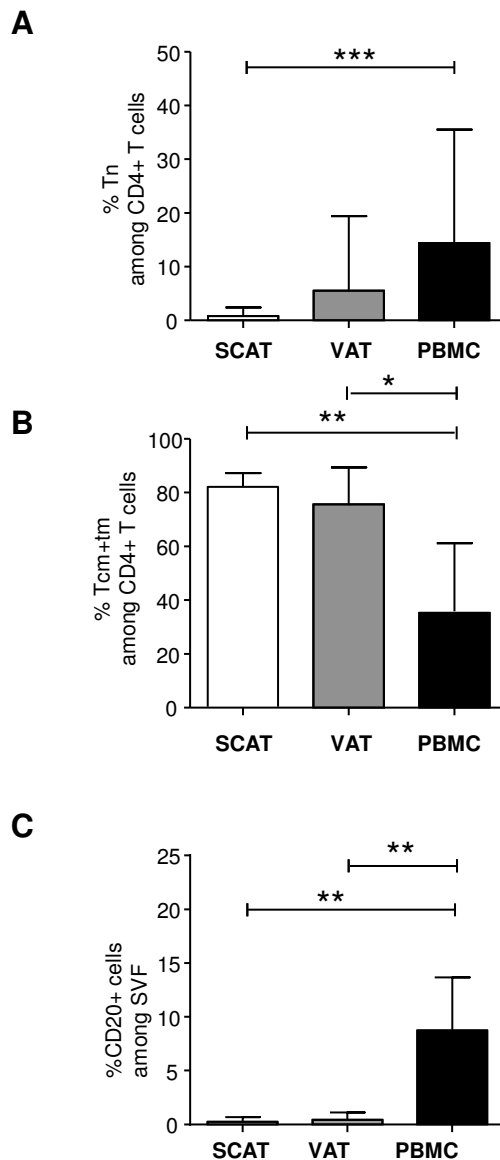 A
***
50
40
30
20
10
0
% Tn
among CD4+ T cells
SCAT VAT PBMC
B
*
**
100
80
60
40
20
0
% Tcm+tm
among CD4+ T cells
SCAT VAT PBMC
C
**
**
25
20
15
10
5
0
%CD20+ cells
among SVF
SCAT VAT PBMC